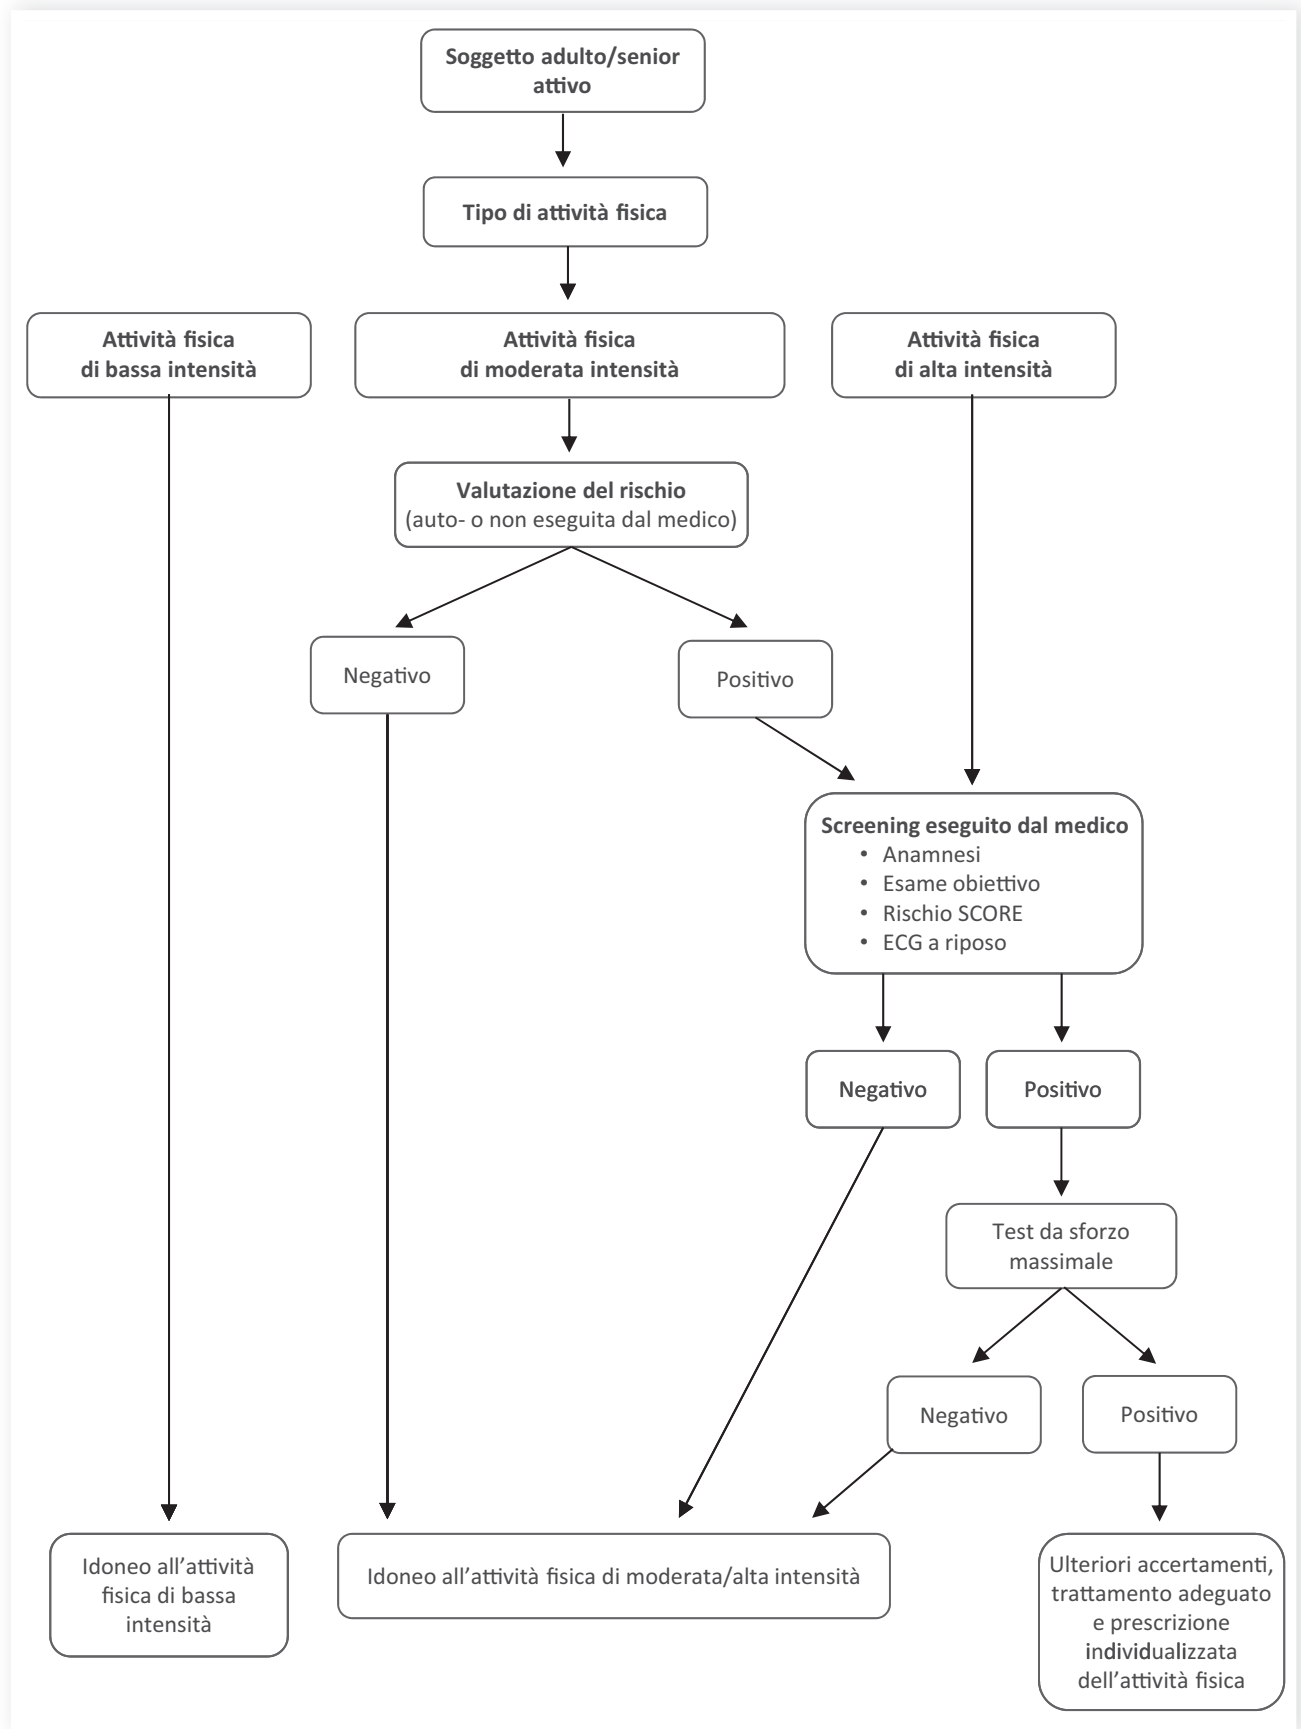 Soggetto adulto/senior
attivo
Tipo di attività fisica
Attività fisica
di bassa intensità
Attività fisica
di moderata intensità
Attività fisica
di alta intensità
Valutazione del rischio
(auto- o non eseguita dal medico)
Negativo
Positivo
Screening eseguito dal medico
• Anamnesi
• Esame obiettivo
• Rischio SCORE
• ECG a riposo
Negativo
Positivo
Test da sforzo
massimale
Negativo
Positivo
Idoneo all’attività
fisica di bassa
intensità
Idoneo all’attività fisica di moderata/alta intensità
Ulteriori accertamenti,
trattamento adeguato
e prescrizione
individualizzata
dell’attività fisica